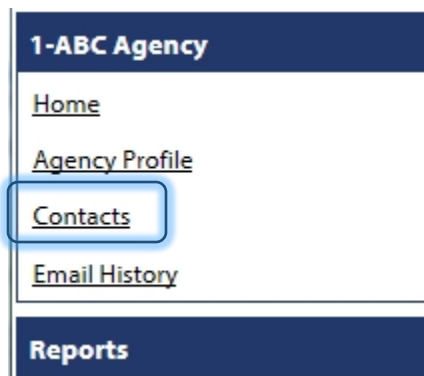 1-ABC Agency
Home
Agency Profile
Contacts
Email History
Reports